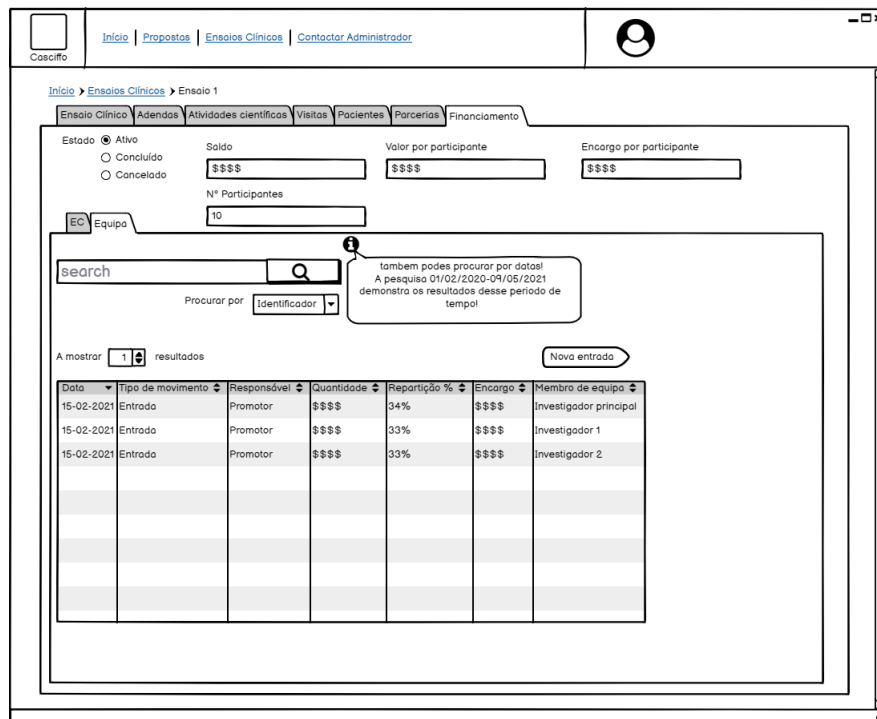 Casciffo
Início | Propostas | Ensaios Clínicos | Contactar Administrador
Início > Ensaios Clínicos > Ensaio 1
Ensaio Clínico Adendas Atividades científicas Visitas Pacientes Parcerias Financiamento
Estado Ativo
Concluído
Cancelado
Saldo
$$$$
Valor por participante
$$$$
Encargo por participante
$$$$
Nº Participantes
10
EC Equipa
search
Procurar por Identificador
tambem podes procurar por datas!
A pesquisa 01/02/2020-09/05/2021
demonstra os resultados desse periodo de
tempo!
A mostrar 1 resultados
Nova entrada
Data Tipo de movimento Responsável Quantidade Repartição % Encargo Membro de equipa
15-02-2021 Entrada Promotor $$$$ 34% $$$$ Investigador principal
15-02-2021 Entrada Promotor $$$$ 33% $$$$ Investigador 1
15-02-2021 Entrada Promotor $$$$ 33% $$$$ Investigador 2